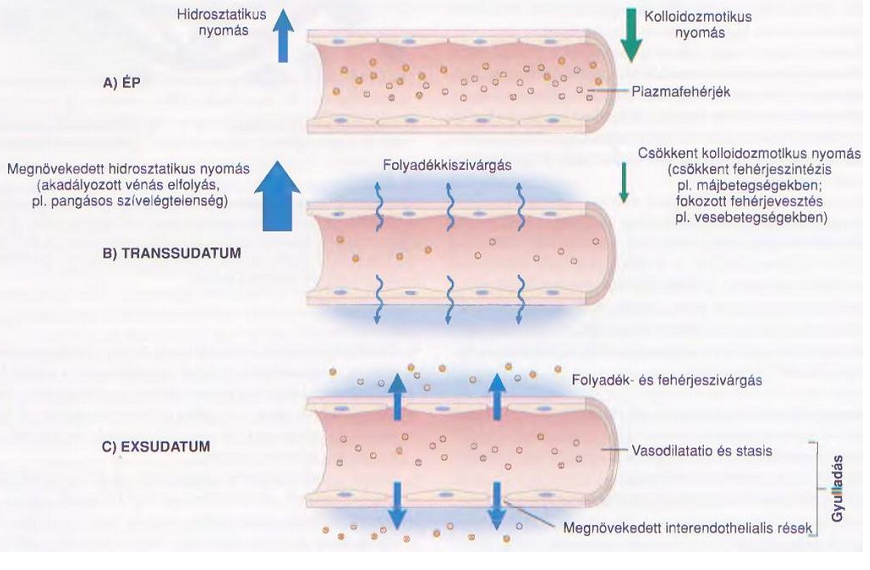 Hidrosztatikus
nyomás
Kolloidozmotikus
nyomás
A) ÉP
Plazmafehérjék
Megnövekedett hidrosztatikus nyomás
(akadályozott vénás elfolyás,
pl. pangásos szívelégtelenség)
Folyadékkiszivárgás
Csökkent kolloidozmotikus nyomás
(csökkent fehérjeszintézis
pl. májbetegségekben;
fokozott fehérjevesztés
pl. vesebetegségekben)
B) TRANSSUDATUM
Folyadék- és fehérjeszivárgás
C) EXSUDATUM
Vasodilatatio és stasis
Megnövekedett interendothelialis rések
Gyulladás